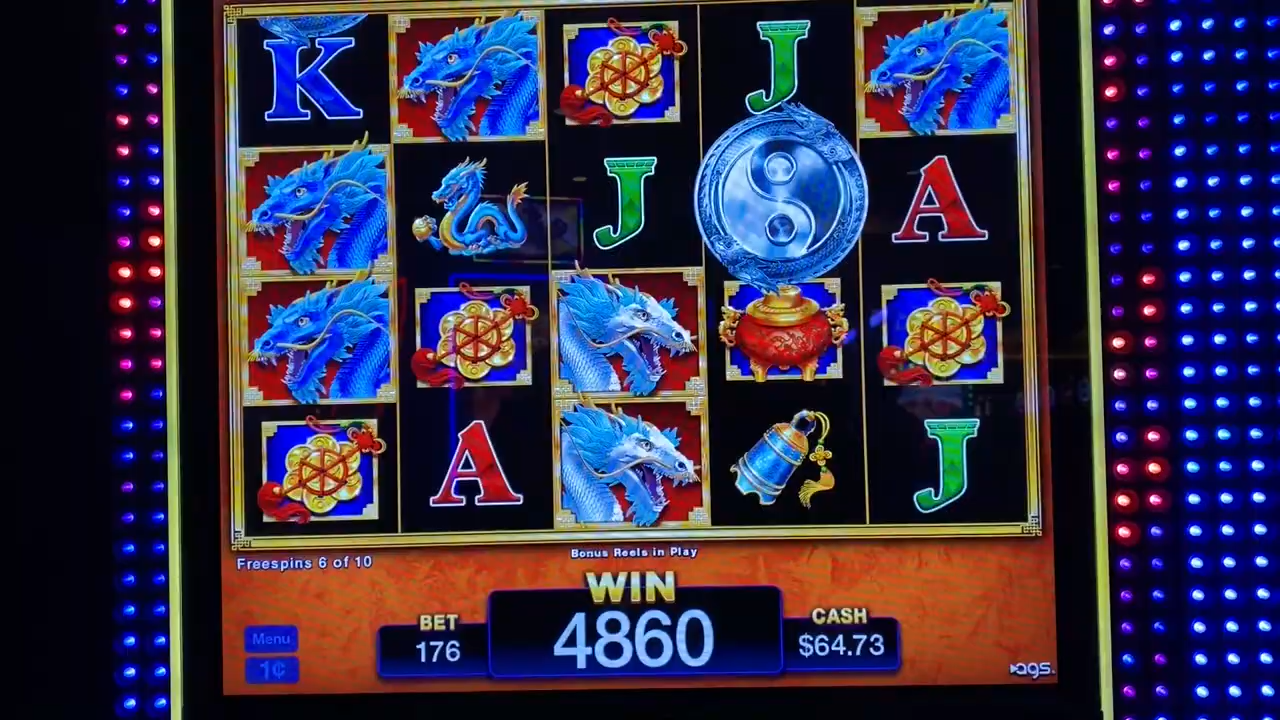 K
J
J
A
A
J
Freespins 6 of 10
Bonus Reels in Play
WIN
4860
BET
176
CASH
$64.73
Menu
1¢
ags